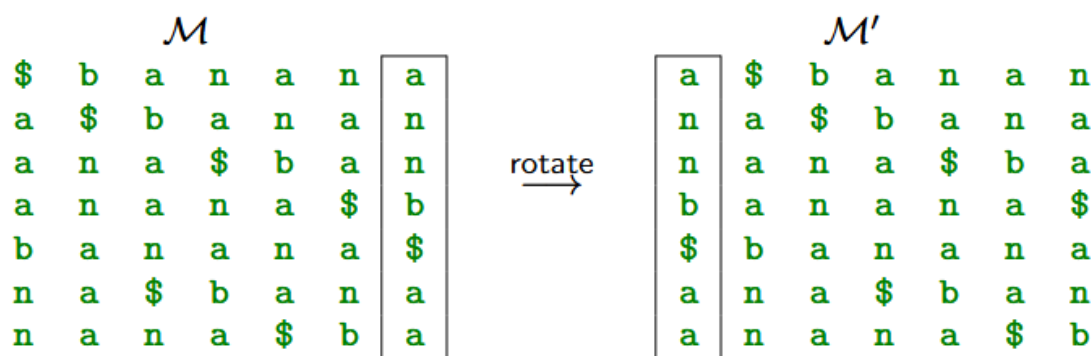 M M′
$ b a n a n a a $ b a n a n
a $ b a n a n n a $ b a n a
a n a $ b a n n a n a $ b a
rotate
a n a n a $ b b a n a n a $
b a n a n a $ $ b a n a n a
n a $ b a n a a n a $ b a n
n a n a $ b a a n a n a $ b